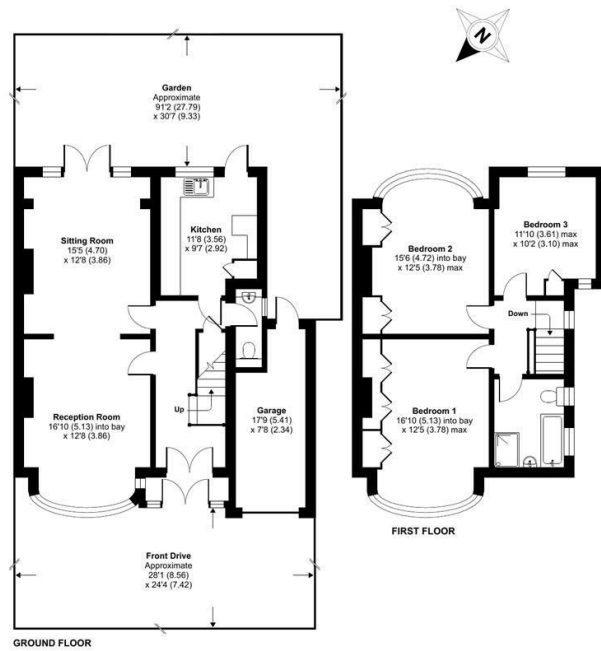 N
Garden
Approximate
91'2 (27.79)
x 30'7 (9.33)
Sitting Room
15'5 (4.70)
x 12'8 (3.86)
Kitchen
11'8 (3.56)
x 9'7 (2.92)
Reception Room
16'10 (5.13) into bay
x 12'8 (3.86)
Up
Garage
17'9 (5.41)
x 7'8 (2.34)
Front Drive
Approximate
28'1 (8.56)
x 24'4 (7.42)
GROUND FLOOR
Bedroom 2
15'6 (4.72) into bay
x 12'5 (3.78) max
Bedroom 3
11'10 (3.61) max
x 10'2 (3.10) max
Down
Bedroom 1
16'10 (5.13) into bay
x 12'5 (3.78) max
FIRST FLOOR